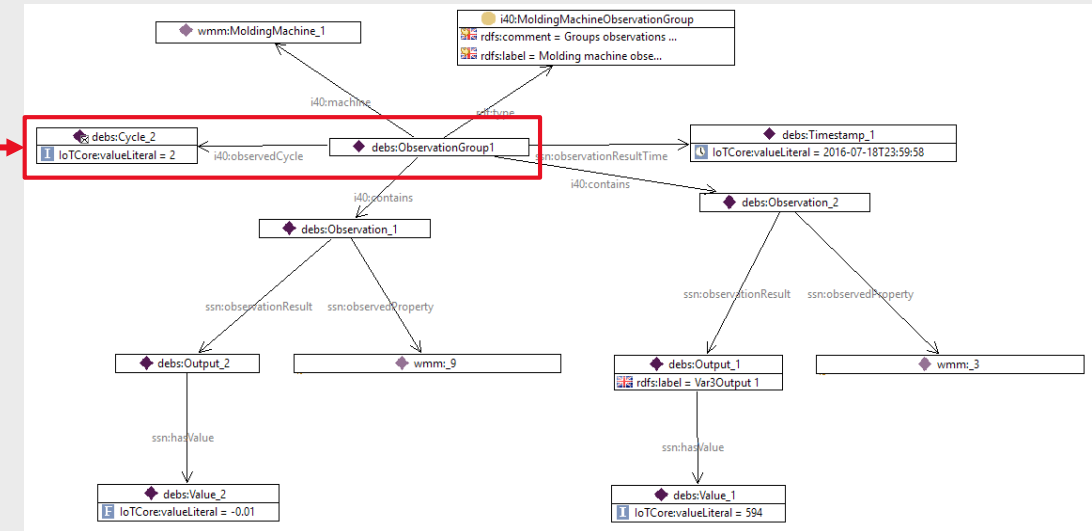 wmm:MoldingMachine_1
i40:MoldingMachineObservationGroup
rdfs:comment = Groups observations ...
rdfs:label = Molding machine obse...
i40:machine
rdf:type
debs:Cycle_2
IoTCore:valueLiteral = 2
i40:observedCycle
debs:ObservationGroup1
ssn:observationResultTime
debs:Timestamp_1
IoTCore:valueLiteral = 2016-07-18T23:59:58
i40:contains
i40:contains
debs:Observation_1
debs:Observation_2
ssn:observationResult
ssn:observedProperty
ssn:observationResult
ssn:observedProperty
debs:Output_2
wmm:_9
debs:Output_1
rdfs:label = Var3Output 1
wmm:_3
ssn:hasValue
ssn:hasValue
debs:Value_2
F IoTCore:valueLiteral = -0.01
debs:Value_1
I IoTCore:valueLiteral = 594